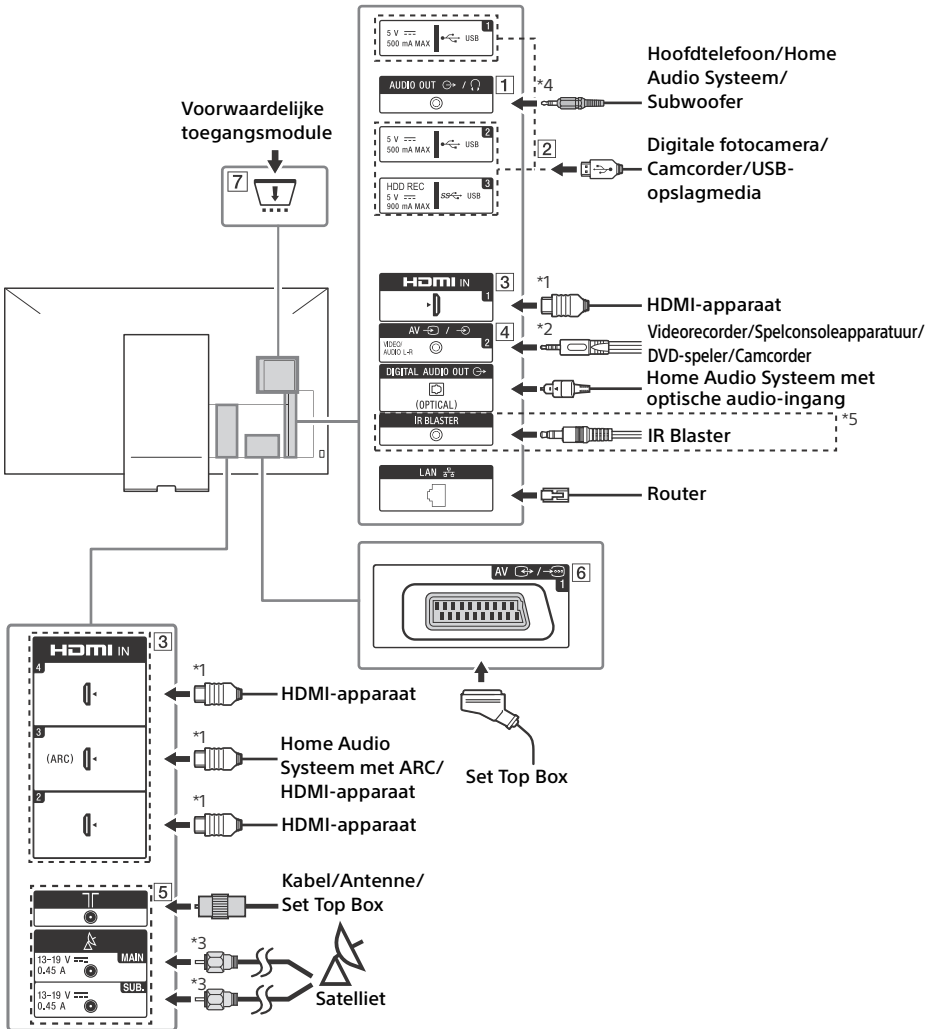 1
5 V
500 mA MAX
USB
AUDIO OUT /
1
*4
Hoofdtelefoon/Home
Audio Systeem/
Subwoofer
Voorwaardelijke
toegangsmodule
7
2
5 V
500 mA MAX
USB
2
Digitale fotocamera/
Camcorder/USB-
opslagmedia
3
HDD REC
5 V
900 mA MAX
SS
USB
HDMI IN
1
3
*1
HDMI-apparaat
AV /
VIDEO/
AUDIO L-R
2
4
*2
Videorecorder/Spelconsoleapparatuur/
DVD-speler/Camcorder
DIGITAL AUDIO OUT
(OPTICAL)
Home Audio Systeem met
optische audio-ingang
IR BLASTER
IR Blaster
*5
LAN
Router
AV /
1
6
Set Top Box
HDMI IN
3
4
*1
HDMI-apparaat
3
(ARC)
*1
Home Audio
Systeem met ARC/
HDMI-apparaat
2
*1
HDMI-apparaat
5
Kabel/Antenne/
Set Top Box
13-19 V
0.45 A
MAIN
*3
13-19 V
0.45 A
SUB.
*3
Satelliet